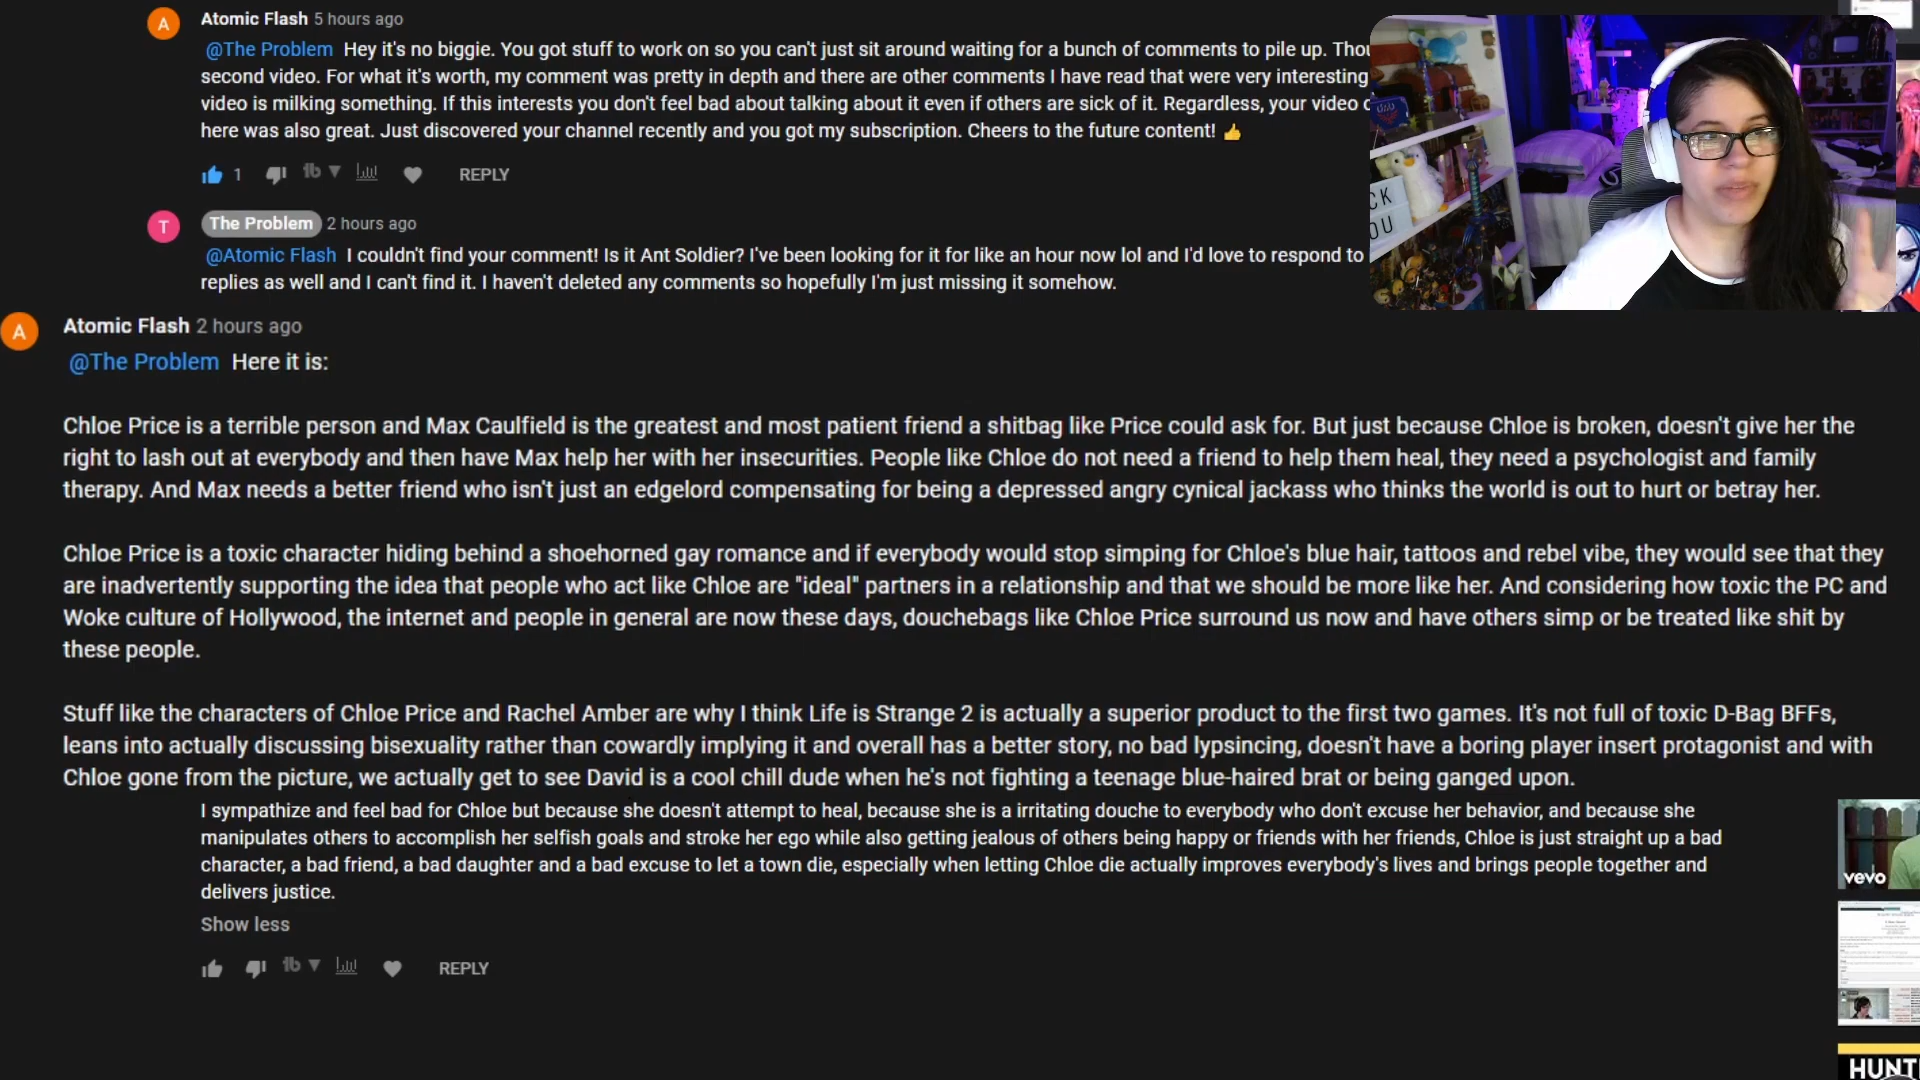 Atomic Flash 5 hours ago
@The Problem Hey it's no biggie. You got stuff to work on so you can't just sit around waiting for a bunch of comments to pile up.
second video. For what it's worth, my comment was pretty in depth and there are other comments I have read that were very interesting
video is milking something. If this interests you don't feel bad about talking about it even if others are sick of it. Regardless, your video
here was also great. Just discovered your channel recently and you got my subscription. Cheers to the future content! 👍
1 REPLY
The Problem 2 hours ago
@Atomic Flash I couldn't find your comment! Is it Ant Soldier? I've been looking for it for like an hour now lol and I'd love to respond to
replies as well and I can't find it. I haven't deleted any comments so hopefully I'm just missing it somehow.
Atomic Flash 2 hours ago
@The Problem Here it is:
Chloe Price is a terrible person and Max Caulfield is the greatest and most patient friend a shitbag like Price could ask for. But just because Chloe is broken, doesn't give her the
right to lash out at everybody and then have Max help her with her insecurities. People like Chloe do not need a friend to help them heal, they need a psychologist and family
therapy. And Max needs a better friend who isn't just an edgelord compensating for being a depressed angry cynical jackass who thinks the world is out to hurt or betray her.
Chloe Price is a toxic character hiding behind a shoehorned gay romance and if everybody would stop simping for Chloe's blue hair, tattoos and rebel vibe, they would see that they
are inadvertently supporting the idea that people who act like Chloe are "ideal" partners in a relationship and that we should be more like her. And considering how toxic the PC and
Woke culture of Hollywood, the internet and people in general are now these days, douchebags like Chloe Price surround us now and have others simp or be treated like shit by
these people.
Stuff like the characters of Chloe Price and Rachel Amber are why I think Life is Strange 2 is actually a superior product to the first two games. It's not full of toxic D-Bag BFFs,
leans into actually discussing bisexuality rather than cowardly implying it and overall has a better story, no bad lypsincing, doesn't have a boring player insert protagonist and with
Chloe gone from the picture, we actually get to see David is a cool chill dude when he's not fighting a teenage blue-haired brat or being ganged upon.
I sympathize and feel bad for Chloe but because she doesn't attempt to heal, because she is a irritating douche to everybody who don't excuse her behavior, and because she
manipulates others to accomplish her selfish goals and stroke her ego while also getting jealous of others being happy or friends with her friends, Chloe is just straight up a bad
character, a bad friend, a bad daughter and a bad excuse to let a town die, especially when letting Chloe die actually improves everybody's lives and brings people together and
delivers justice.
Show less
REPLY
A
T
A
CK
OU
vevo
HUNT